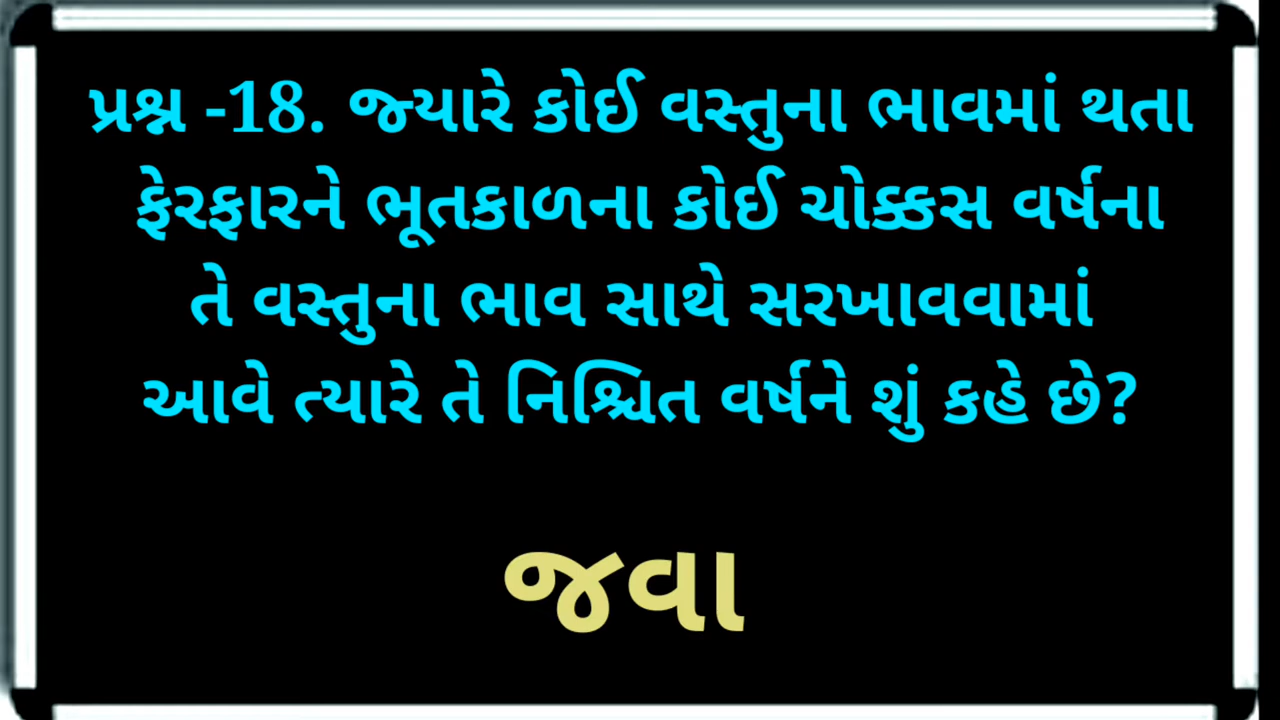 પ્રશ્ન -18. જ્યારે કોઈ વસ્તુના ભાવમાં થતા
ફેરફારને ભૂતકાળના કોઈ ચોક્કસ વર્ષના
તે વસ્તુના ભાવ સાથે સરખાવવામાં
આવે ત્યારે તે નિશ્ચિત વર્ષને શું કહે છે?
જવા